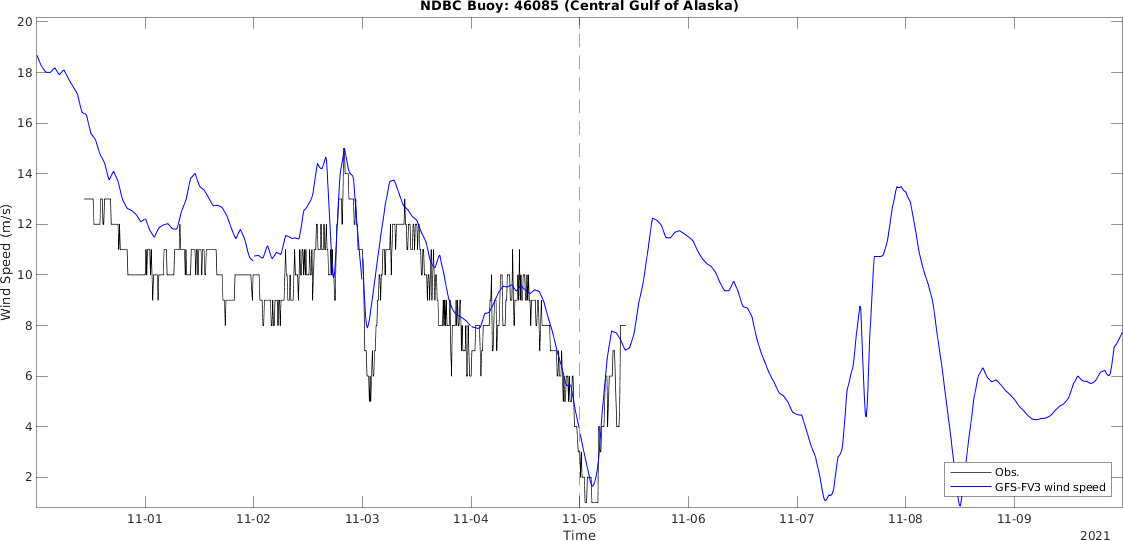 NDBC Buoy: 46085 (Central Gulf of Alaska)
20
18
16
14
12
10
8
6
4
2
Wind Speed (m/s)
11-01 11-02 11-03 11-04 11-05 11-06 11-07 11-08 11-09
Time
2021
Obs.
GFS-FV3 wind speed